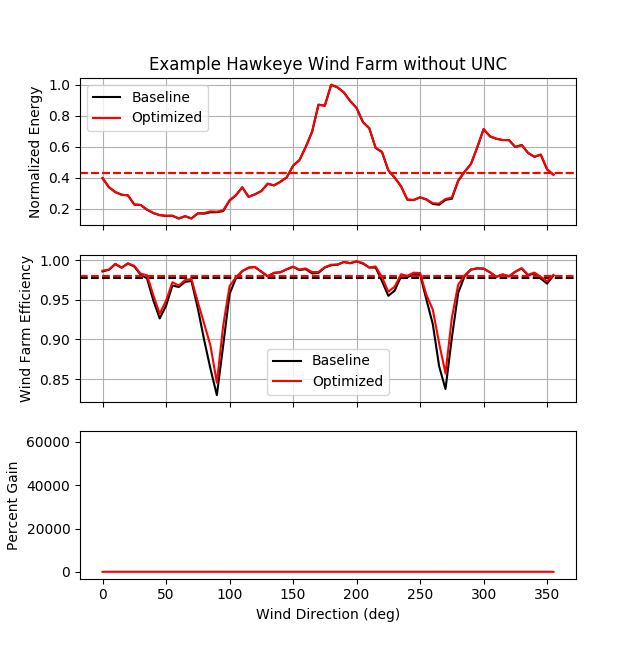 Example Hawkeye Wind Farm without UNC
Normalized Energy
1.0
0.8
0.6
0.4
0.2
Baseline
Optimized
Wind Farm Efficiency
1.00
0.95
0.90
0.85
Baseline
Optimized
Percent Gain
60000
40000
20000
0
0 50 100 150 200 250 300 350
Wind Direction (deg)